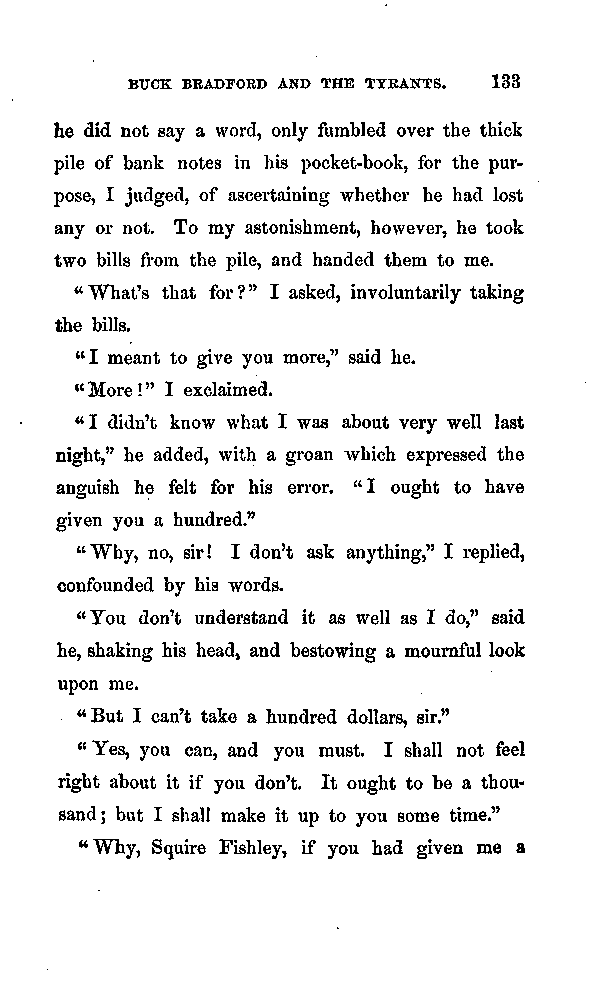 BUCK BRADFORD AND THE TYRANTS. 133
he did not say a word, only fumbled over the thick
pile of bank notes in his pocket-book, for the pur-
pose, I judged, of ascertaining whether he had lost
any or not. To my astonishment, however, he took
two bills from the pile, and handed them to me.
"What's that for?" I asked, involuntarily taking
the bills.
"I meant to give you more," said he.
"More!" I exclaimed.
"I didn't know what I was about very well last
night," he added, with a groan which expressed the
anguish he felt for his error. "I ought to have
given you a hundred."
"Why, no, sir! I don't ask anything," I replied,
confounded by his words.
"You don't understand it as well as I do," said
he, shaking his head, and bestowing a mournful look
upon me.
"But I can't take a hundred dollars, sir."
"Yes, you can, and you must. I shall not feel
right about it if you don't. It ought to be a thou-
sand; but I shall make it up to you some time."
"Why, Squire Fishley, if you had given me a